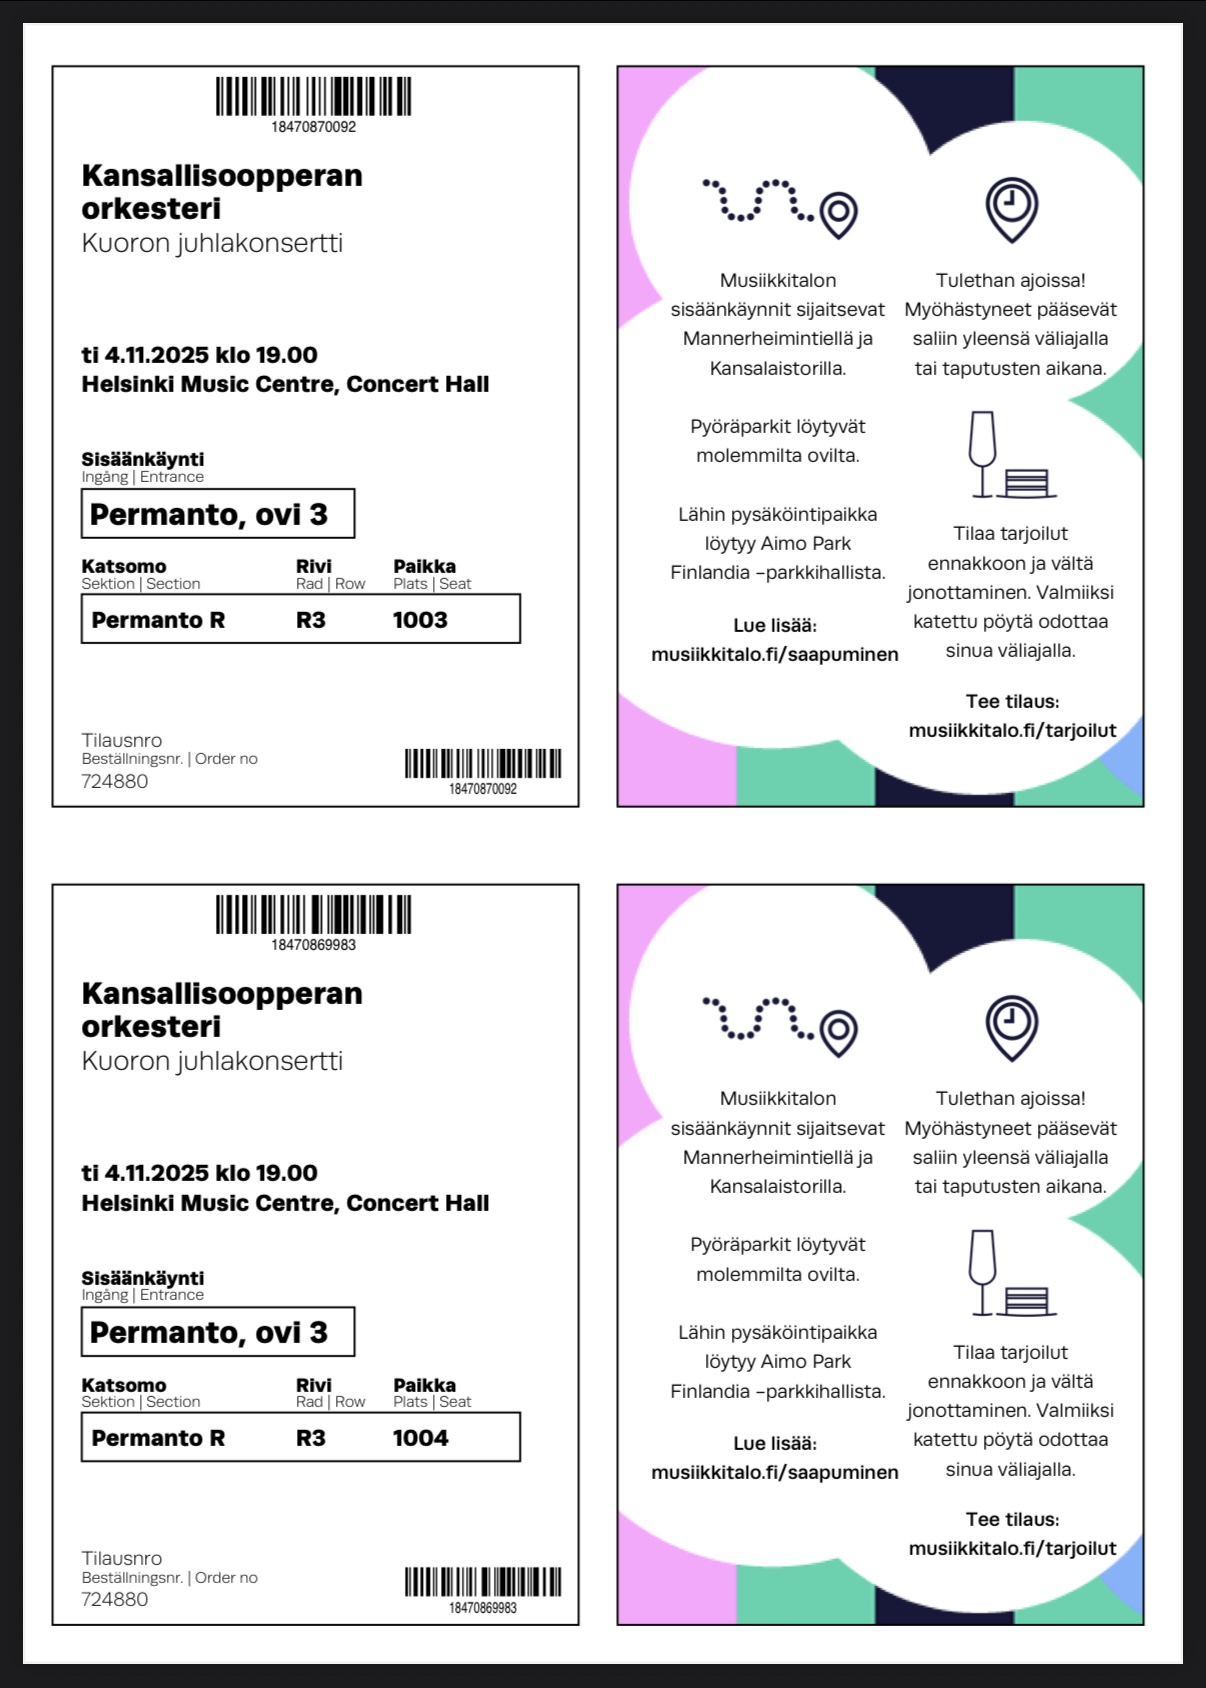 18470870092
Kansallisoopperan
orkesteri
Kuoron juhlakonsertti
ti 4.11.2025 klo 19.00
Helsinki Music Centre, Concert Hall
Sisäänkäynti
Ingång | Entrance
Permanto, ovi 3
Katsomo Rivi Paikka
Sektion | Section Rad | Row Plats | Seat
Permanto R R3 1003
Tilausnro
Beställningsnr. | Order no
724880
18470870092
Musiikkitalon
sisäänkäynnit sijaitsevat
Mannerheimintiellä ja
Kansalaistorilla.
Pyöräparkit löytyvät
molemmilta ovilta.
Lähin pysäköintipaikka
löytyy Aimo Park
Finlandia –parkkihallista.
Lue lisää:
musiikkitalo.fi/saapuminen
Tulethan ajoissa!
Myöhästyneet pääsevät
saliin yleensä väliajalla
tai taputusten aikana.
Tilaa tarjoilut
ennakkoon ja vältä
jonottaminen. Valmiiksi
katettu pöytä odottaa
sinua väliajalla.
Tee tilaus:
musiikkitalo.fi/tarjoilut
18470869983
Kansallisoopperan
orkesteri
Kuoron juhlakonsertti
ti 4.11.2025 klo 19.00
Helsinki Music Centre, Concert Hall
Sisäänkäynti
Ingång | Entrance
Permanto, ovi 3
Katsomo Rivi Paikka
Sektion | Section Rad | Row Plats | Seat
Permanto R R3 1004
Tilausnro
Beställningsnr. | Order no
724880
18470869983
Musiikkitalon
sisäänkäynnit sijaitsevat
Mannerheimintiellä ja
Kansalaistorilla.
Pyöräparkit löytyvät
molemmilta ovilta.
Lähin pysäköintipaikka
löytyy Aimo Park
Finlandia –parkkihallista.
Lue lisää:
musiikkitalo.fi/saapuminen
Tulethan ajoissa!
Myöhästyneet pääsevät
saliin yleensä väliajalla
tai taputusten aikana.
Tilaa tarjoilut
ennakkoon ja vältä
jonottaminen. Valmiiksi
katettu pöytä odottaa
sinua väliajalla.
Tee tilaus:
musiikkitalo.fi/tarjoilut